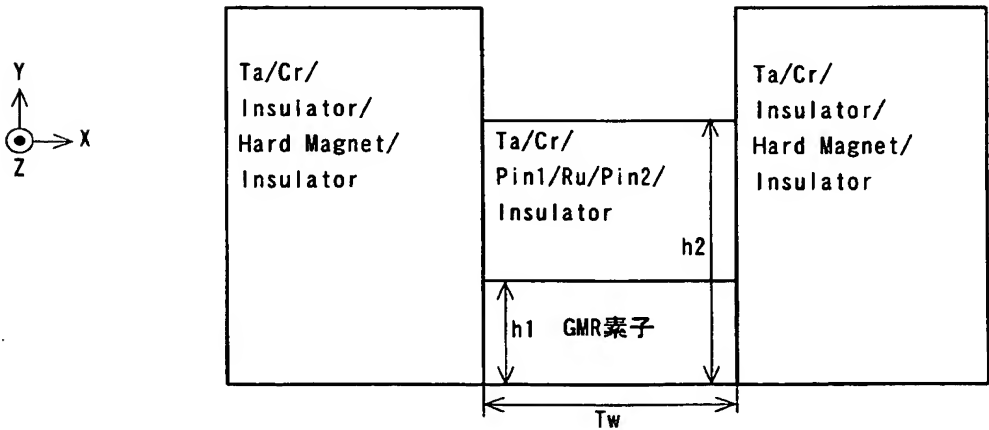 Y
X
Z
Ta/Cr/
Insulator/
Hard Magnet/
Insulator
Ta/Cr/
Pin1/Ru/Pin2/
Insulator
h2
h1
GMR素子
Tw
Ta/Cr/
Insulator/
Hard Magnet/
Insulator